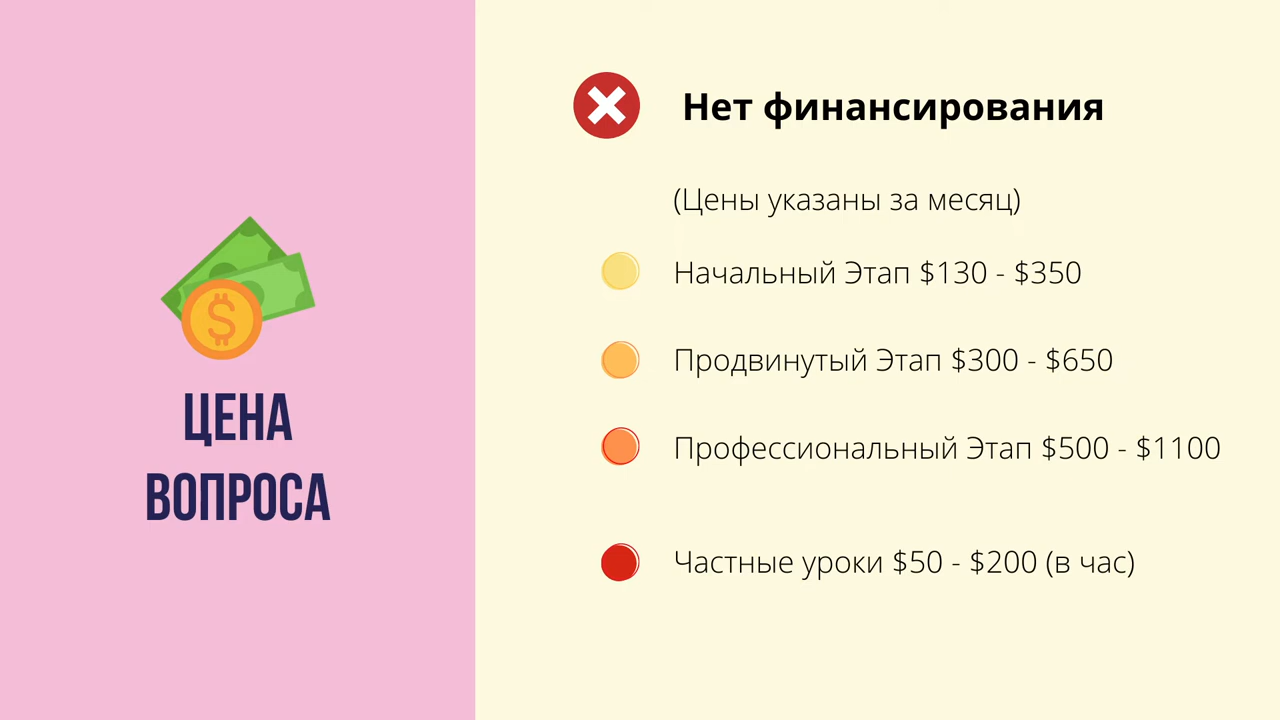 ЦЕНА
ВОПРОСА
Нет финансирования
(Цены указаны за месяц)
Начальный Этап $130 - $350
Продвинутый Этап $300 - $650
Профессиональный Этап $500 - $1100
Частные уроки $50 - $200 (в час)